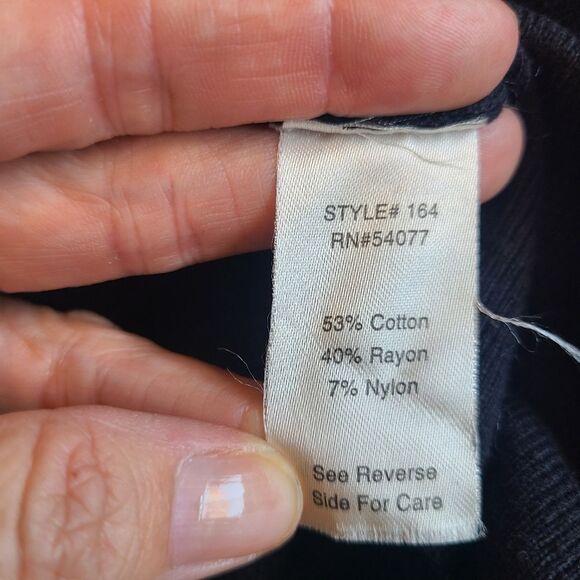 STYLE# 164
RN#54077
53% Cotton
40% Rayon
7% Nylon
See Reverse
Side For Care